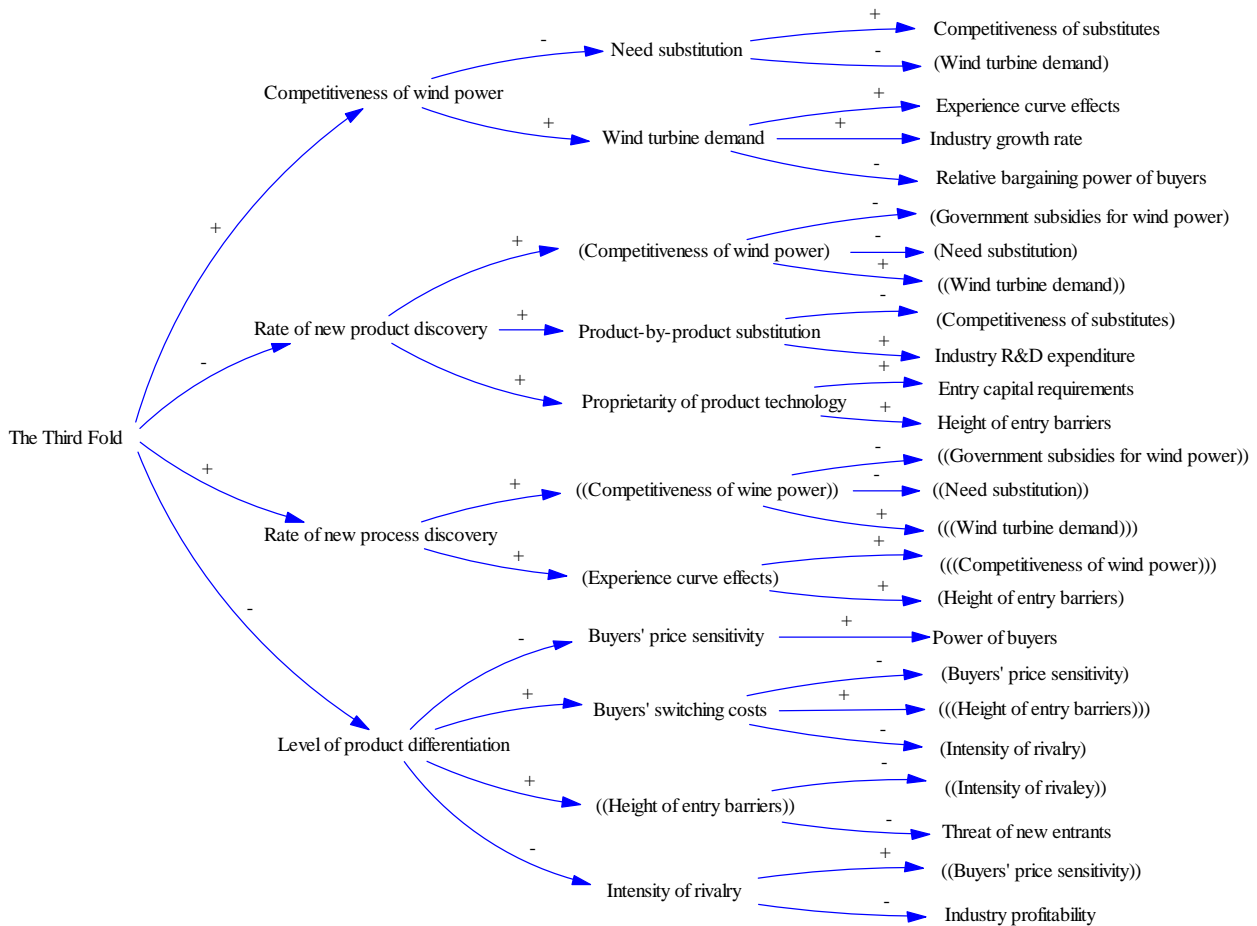 The Third Fold
+
-
+
-
Competitiveness of wind power
-
+
Need substitution
+
Competitiveness of substitutes
-
(Wind turbine demand)
Wind turbine demand
+
Experience curve effects
+
Industry growth rate
-
Relative bargaining power of buyers
Rate of new product discovery
+
+
+
(Competitiveness of wind power)
-
(Government subsidies for wind power)
-
(Need substitution)
+
((Wind turbine demand))
Product-by-product substitution
-
(Competitiveness of substitutes)
+
Industry R&D expenditure
Proprietarity of product technology
+
Entry capital requirements
+
Height of entry barriers
Rate of new process discovery
+
+
((Competitiveness of wine power))
-
((Government subsidies for wind power))
-
((Need substitution))
+
(((Wind turbine demand)))
(Experience curve effects)
+
(((Competitiveness of wind power)))
+
(Height of entry barriers)
Level of product differentiation
-
+
+
-
Buyers' price sensitivity
+
Power of buyers
Buyers' switching costs
-
(Buyers' price sensitivity)
+
(((Height of entry barriers)))
-
(Intensity of rivalry)
((Height of entry barriers))
-
((Intensity of rivaley))
-
Threat of new entrants
Intensity of rivalry
+
((Buyers' price sensitivity))
-
Industry profitability